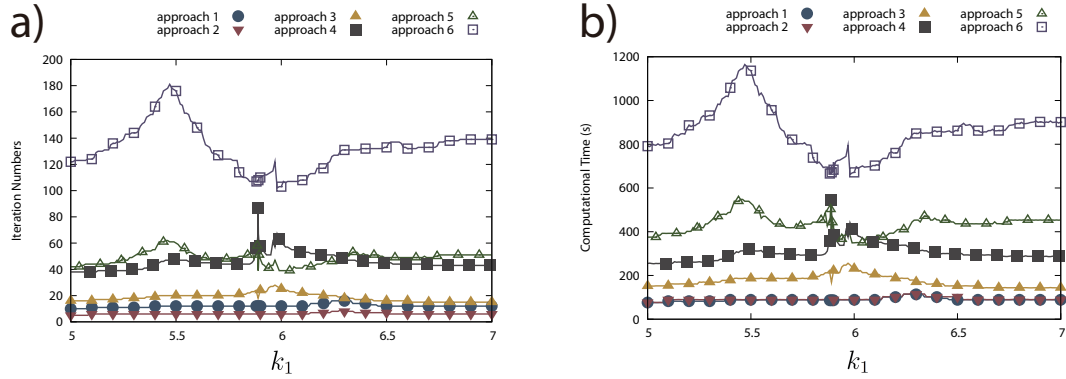 a)
approach 1 approach 3 approach 5
approach 2 approach 4 approach 6
200
180
160
140
120
100
80
60
40
20
0
Iteration Numbers
5 5.5 6 6.5 7
k1
b)
approach 1 approach 3 approach 5
approach 2 approach 4 approach 6
1200
1000
800
600
400
200
0
Computational Time (s)
5 5.5 6 6.5 7
k1